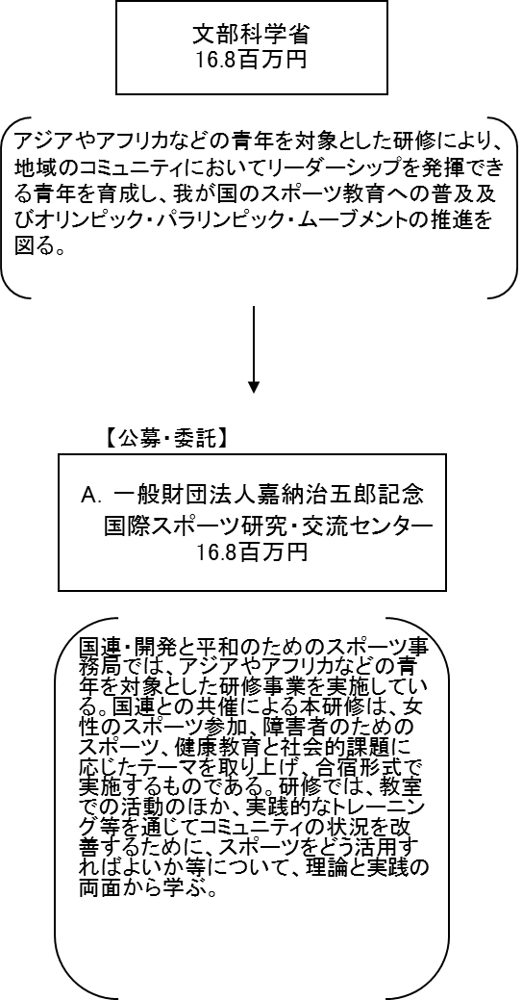 文部科学省
16.8百万円
アジアやアフリカなどの青年を対象とした研修により、
地域のコミュニティにおいてリーダーシップを発揮でき
る青年を育成し、我が国のスポーツ教育への普及及
びオリンピック・パラリンピック・ムーブメントの推進を
図る。
【公募・委託】
A．一般財団法人嘉納治五郎記念
国際スポーツ研究・交流センター
16.8百万円
国連・開発と平和のためのスポーツ事
務局では、アジアやアフリカなどの青
年を対象とした研修事業を実施してい
る。国連との共催による本研修は、女
性のスポーツ参加、障害者のための
スポーツ、健康教育と社会的課題に
応じたテーマを取り上げ、合宿形式で
実施するものである。研修では、教室
での活動のほか、実践的なトレーニン
グ等を通じてコミュニティの状況を改
善するために、スポーツをどう活用す
ればよいか等について、理論と実践の
両面から学ぶ。